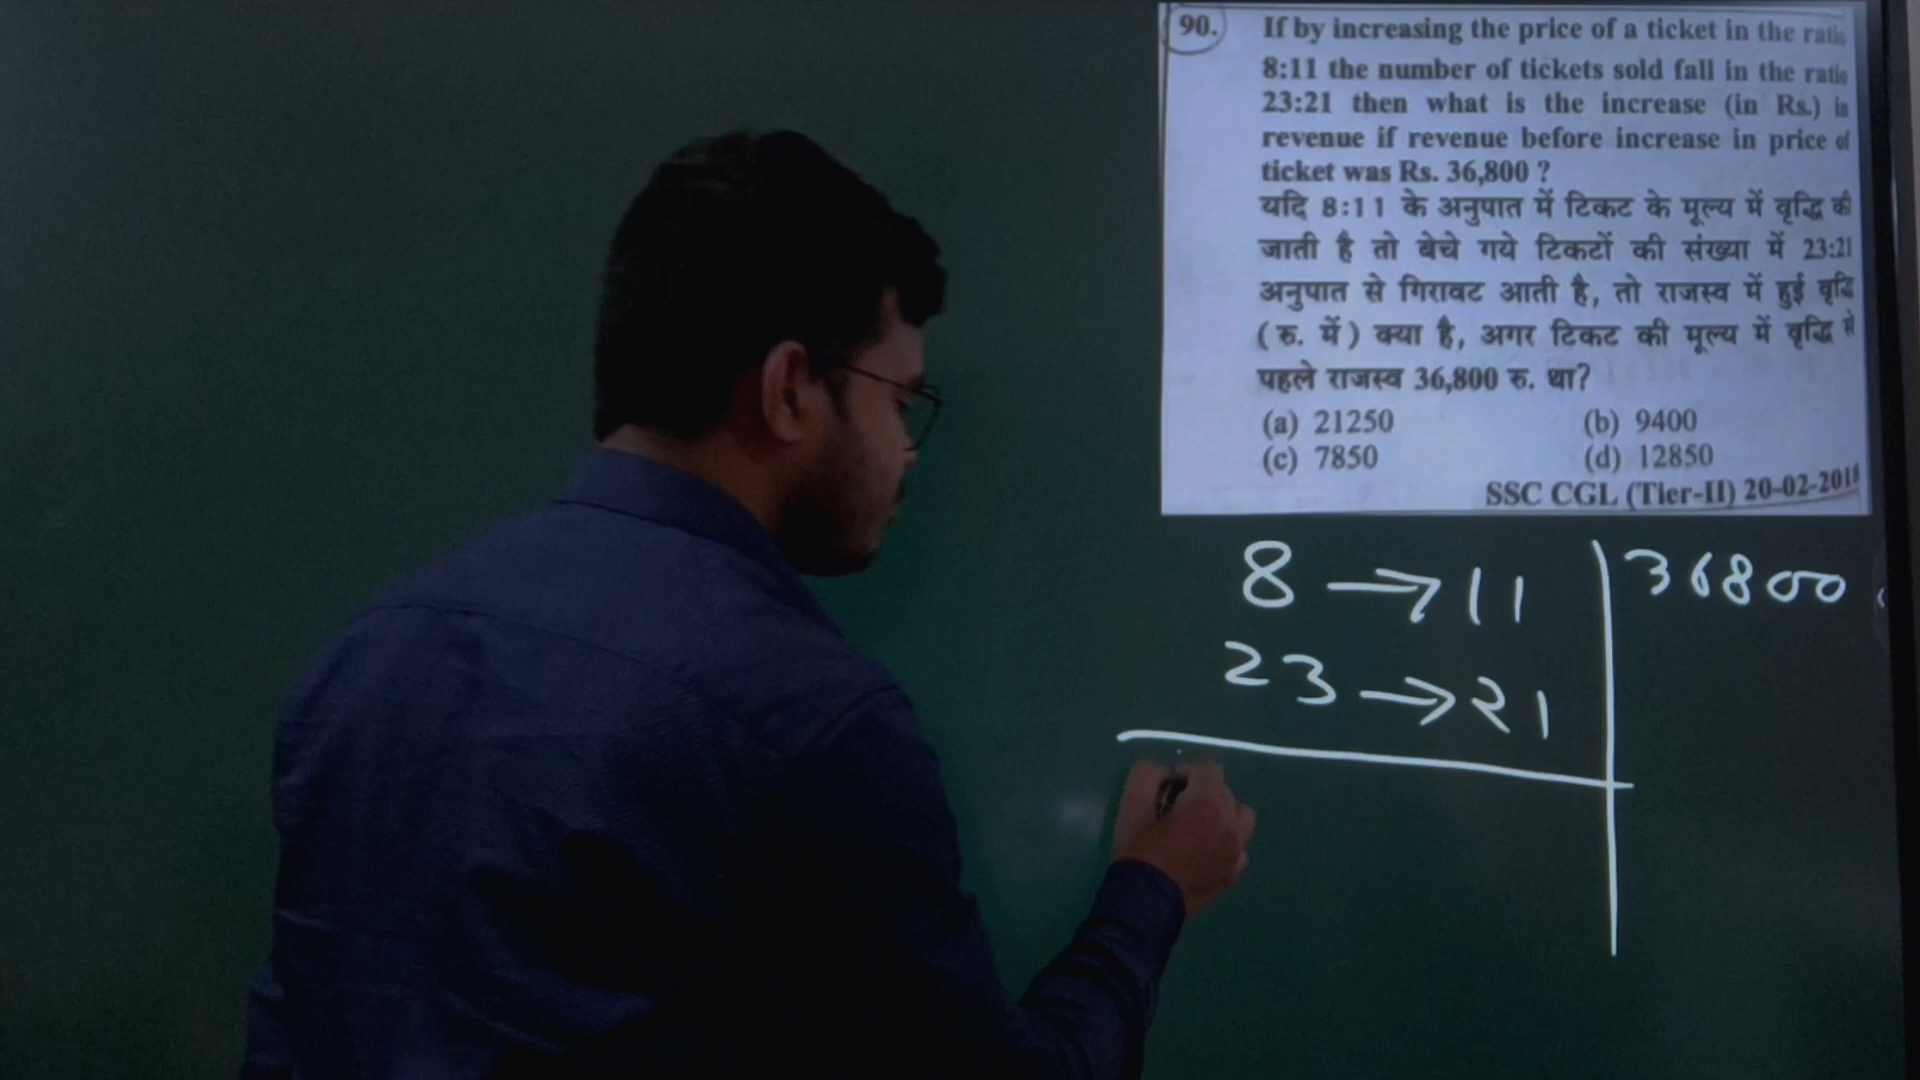 90. If by increasing the price of a ticket in the ratio
8:11 the number of tickets sold fall in the ratio
23:21 then what is the increase (in Rs.) in
revenue if revenue before increase in price of
ticket was Rs. 36,800 ?
यदि 8:11 के अनुपात में टिकट के मूल्य में वृद्धि की
जाती है तो बेचे गये टिकटों की संख्या में 23:21
अनुपात से गिरावट आती है, तो राजस्व में हुई वृद्धि
(रु. में) क्या है, अगर टिकट की मूल्य में वृद्धि से
पहले राजस्व 36,800 रु. था?
(a) 21250 (b) 9400
(c) 7850 (d) 12850
SSC CGL (Tier-II) 20-02-2018
8 → 11 36800
23 → 21